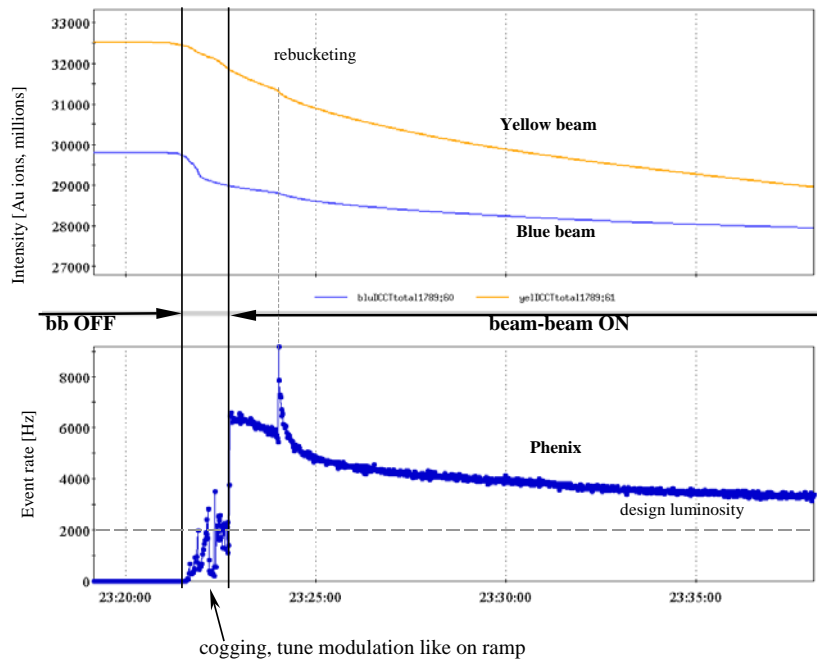 33000
32000
31000
30000
29000
28000
27000
Intensity [ Au ions, millions]
rebucketing
Yellow beam
Blue beam
bluDCCTtotal1789;60 yelDCCTtotal1789;61
bb OFF beam-beam ON
8000
6000
4000
2000
0
Event rate [Hz]
Phenix
design luminosity
23:20:00 23:25:00 23:30:00 23:35:00
cogging, tune modulation like on ramp